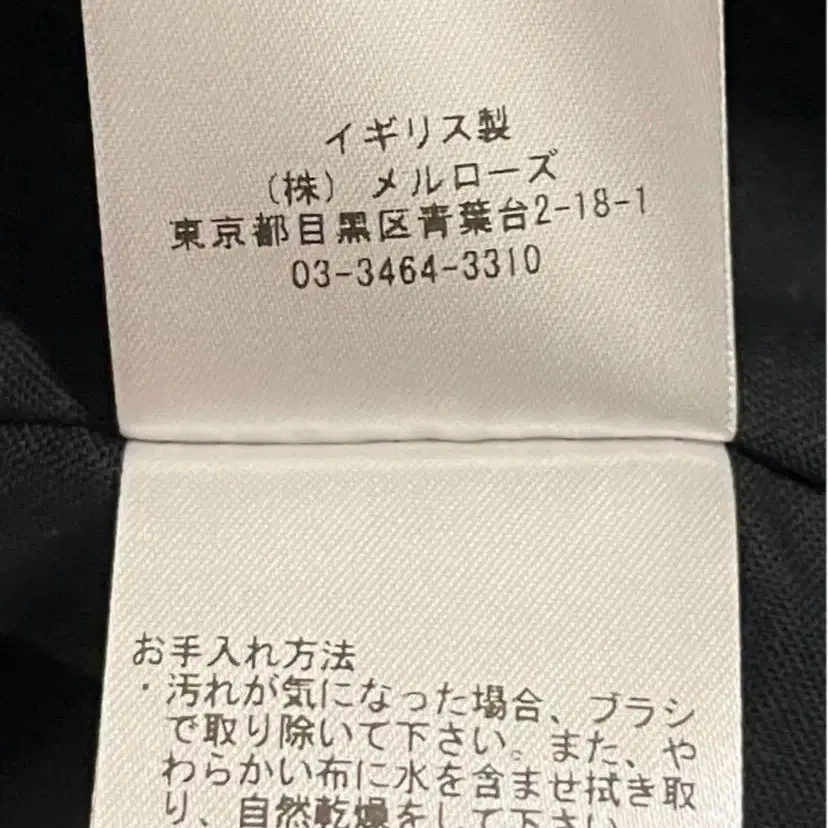 イギリス製
(株) メルローズ
東京都目黒区青葉台2-18-1
03-3464-3310
お手入れ方法
・汚れが気になった場合、ブラシ
で取り除いて下さい。また、や
わらかい布に水を含ませ拭き取
り、自然乾燥をして下さい